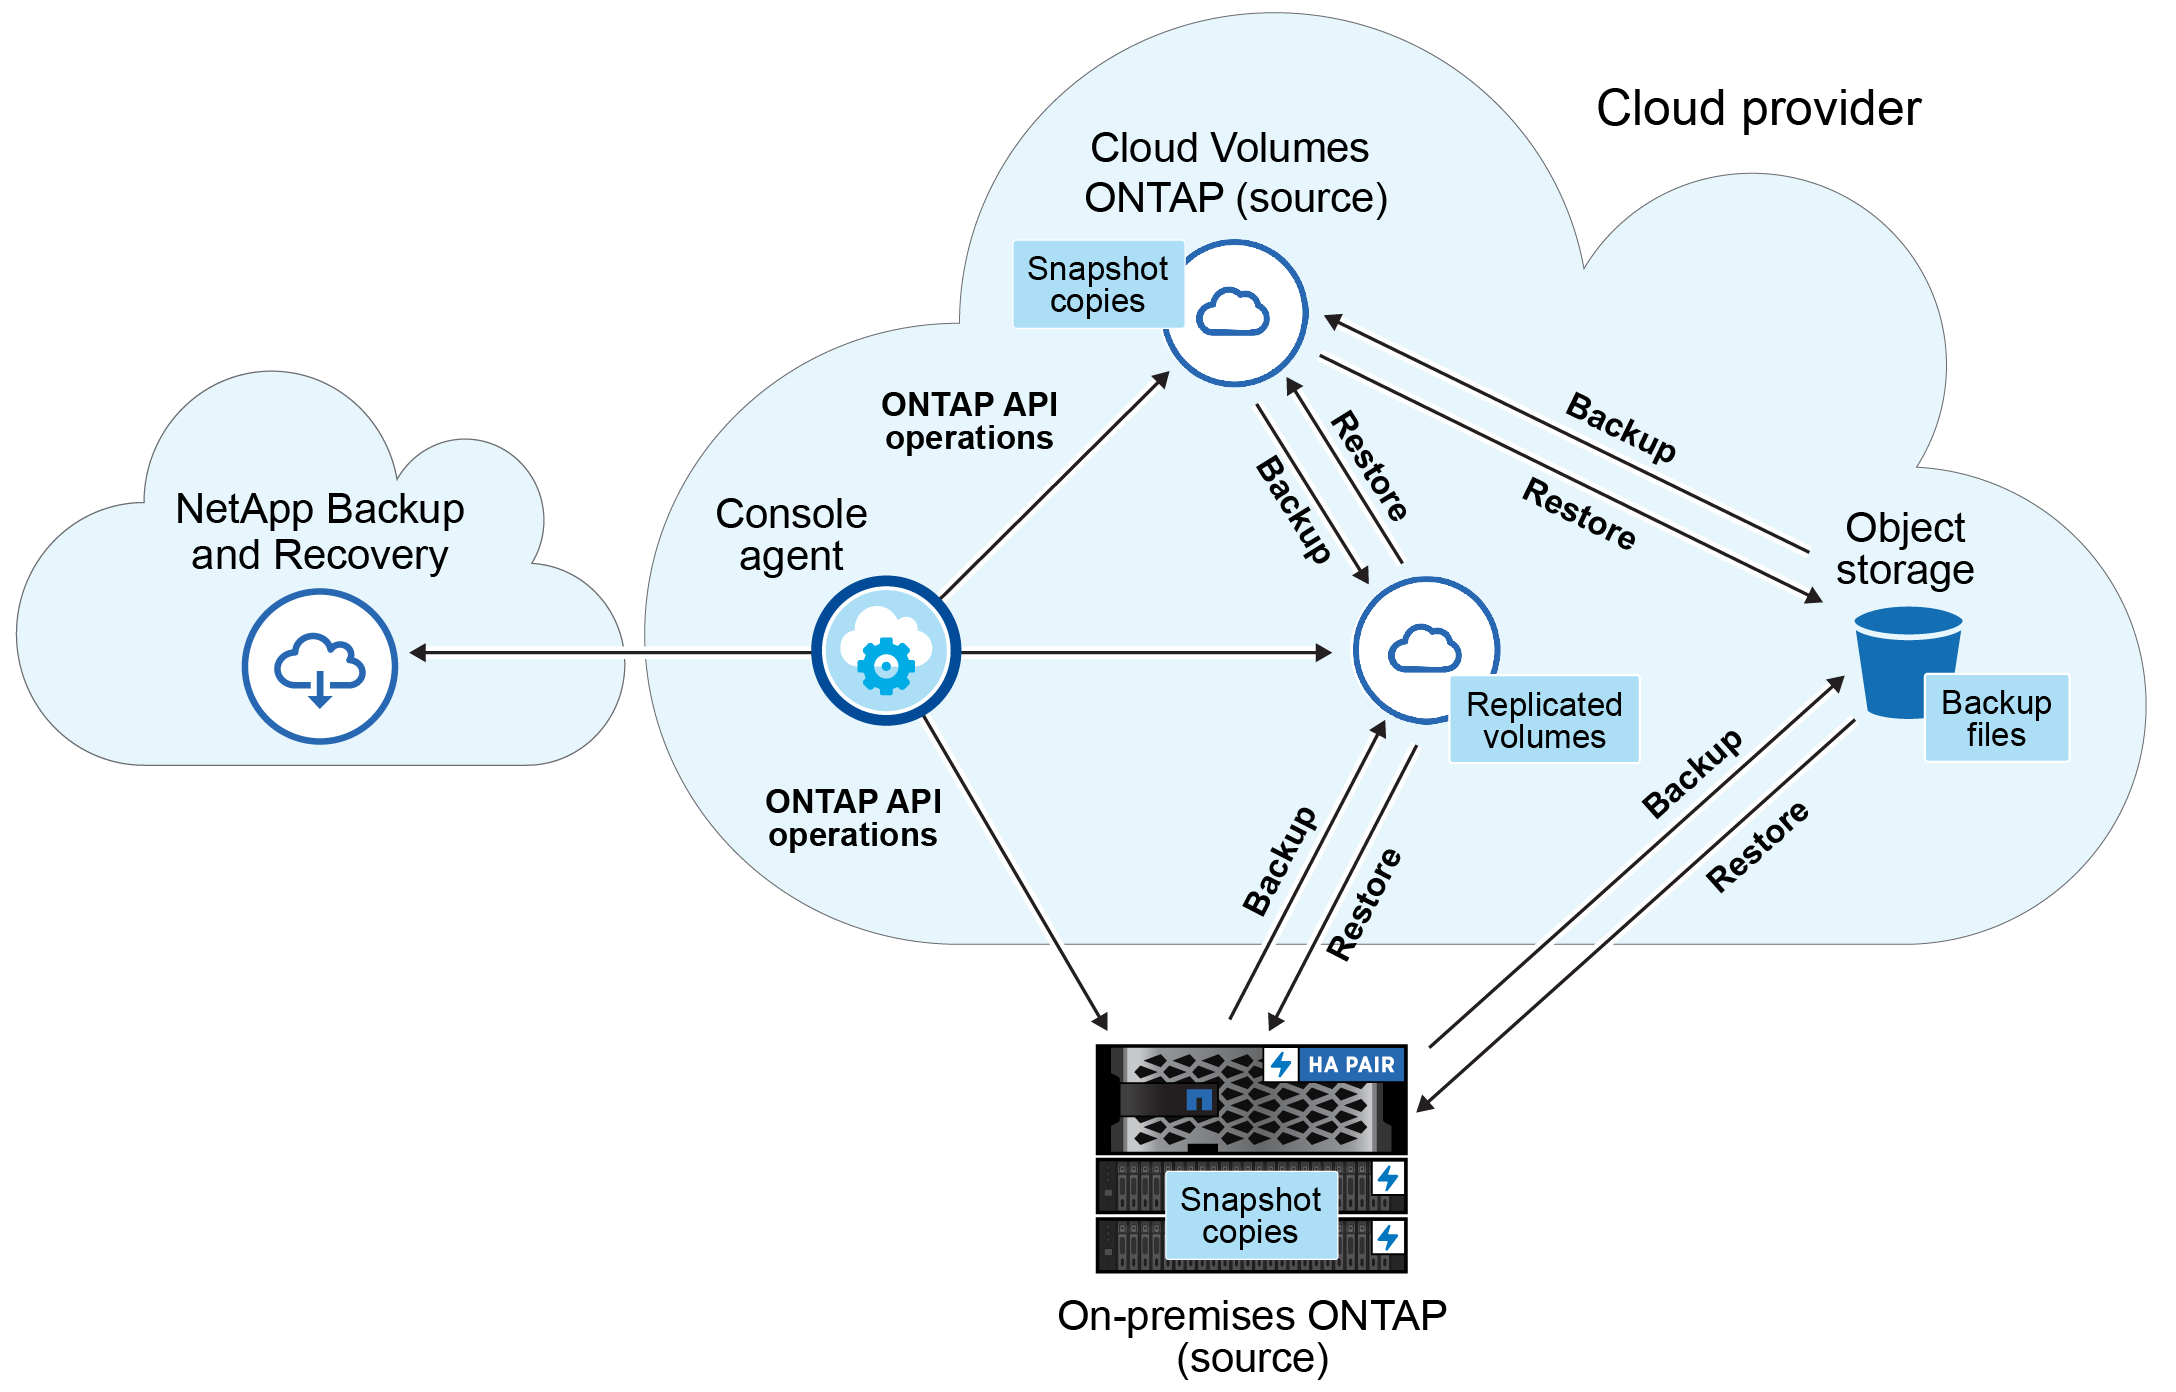 Cloud provider
Cloud Volumes
ONTAP (source)
Snapshot
copies
ONTAP API
operations
Restore
Backup
Backup
Restore
NetApp Backup
and Recovery
Console
agent
Object
storage
Replicated
volumes
Backup
files
ONTAP API
operations
Backup
Restore
Backup
Restore
HA PAIR
Snapshot
copies
On-premises ONTAP
(source)